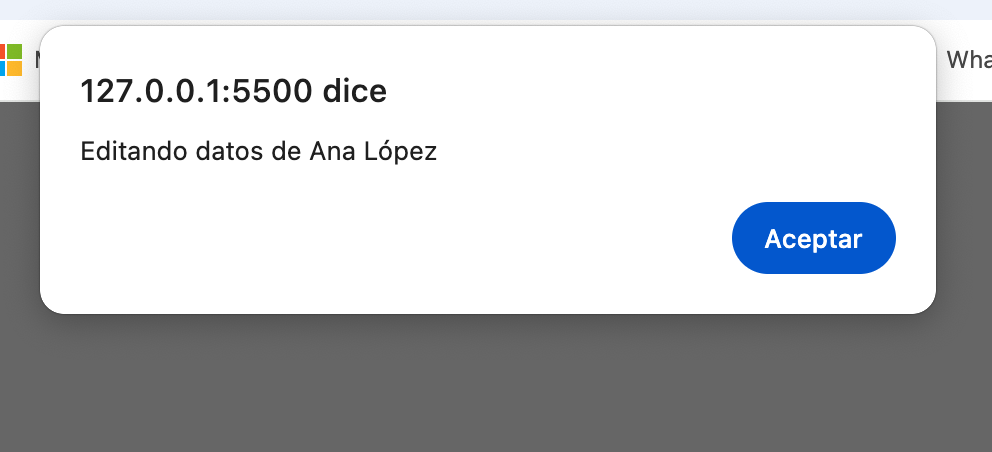 127.0.0.1:5500 dice
Editando datos de Ana López
Aceptar